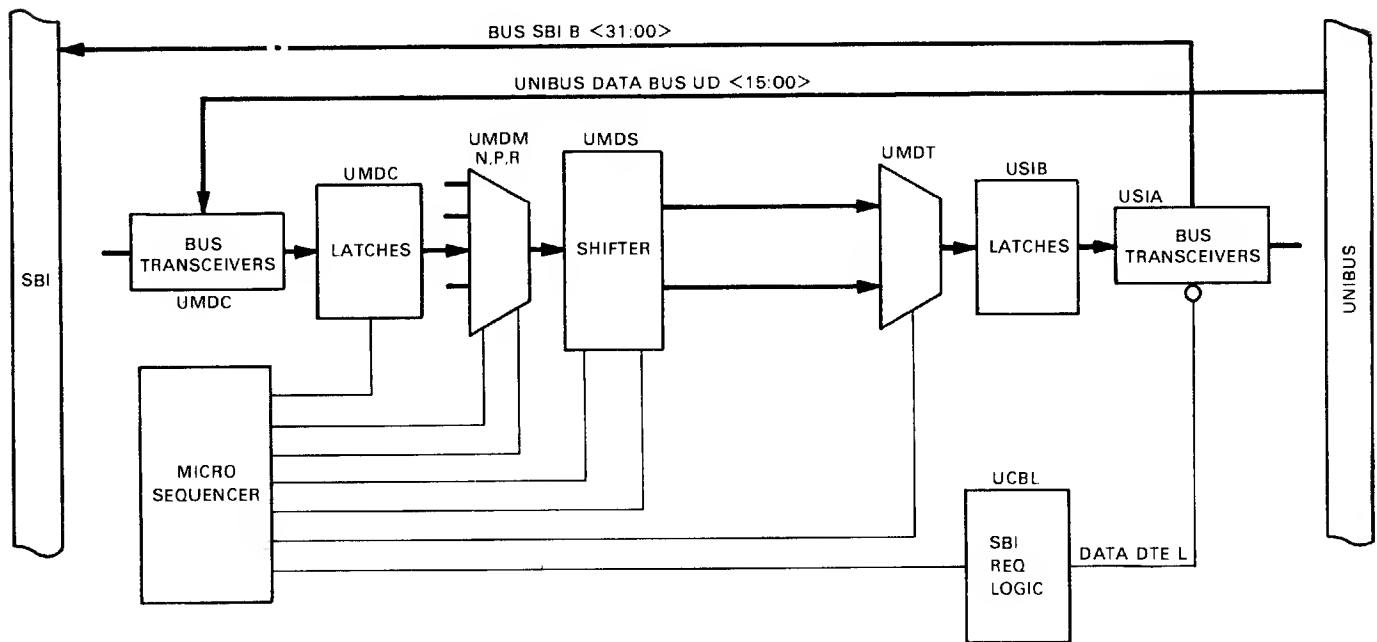 BUS SBI B <31:00>
UNIBUS DATA BUS UD <15:00>
UMDM
N,P,R
UMDS
UMDT
UMDC
USIB
USIA
BUS
TRANSCEIVERS
UMDC
LATCHES
SHIFTER
LATCHES
BUS
TRANSCEIVERS
SBI
UNIBUS
MICRO
SEQUENCER
UCBL
SBI
REQ
LOGIC
DATA DTE L